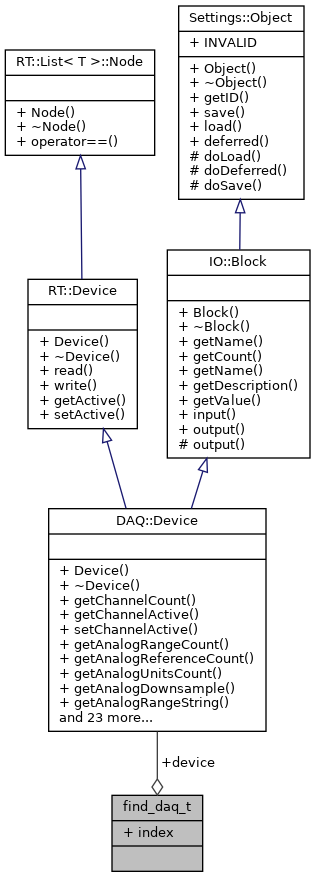 Settings::Object
+ INVALID
+ Object()
+ ~Object()
+ getID()
+ save()
+ load()
+ deferred()
# doLoad()
# doDeferred()
# doSave()
RT::List< T >::Node
+ Node()
+ ~Node()
+ operator==()
IO::Block
+ Block()
+ ~Block()
+ getName()
+ getCount()
+ getName()
+ getDescription()
+ getValue()
+ input()
+ output()
# output()
RT::Device
+ Device()
+ ~Device()
+ read()
+ write()
+ getActive()
+ setActive()
DAQ::Device
+ Device()
+ ~Device()
+ getChannelCount()
+ getChannelActive()
+ setChannelActive()
+ getAnalogRangeCount()
+ getAnalogReferenceCount()
+ getAnalogUnitsCount()
+ getAnalogDownsample()
+ getAnalogRangeString()
and 23 more...
+device
find_daq_t
+ index